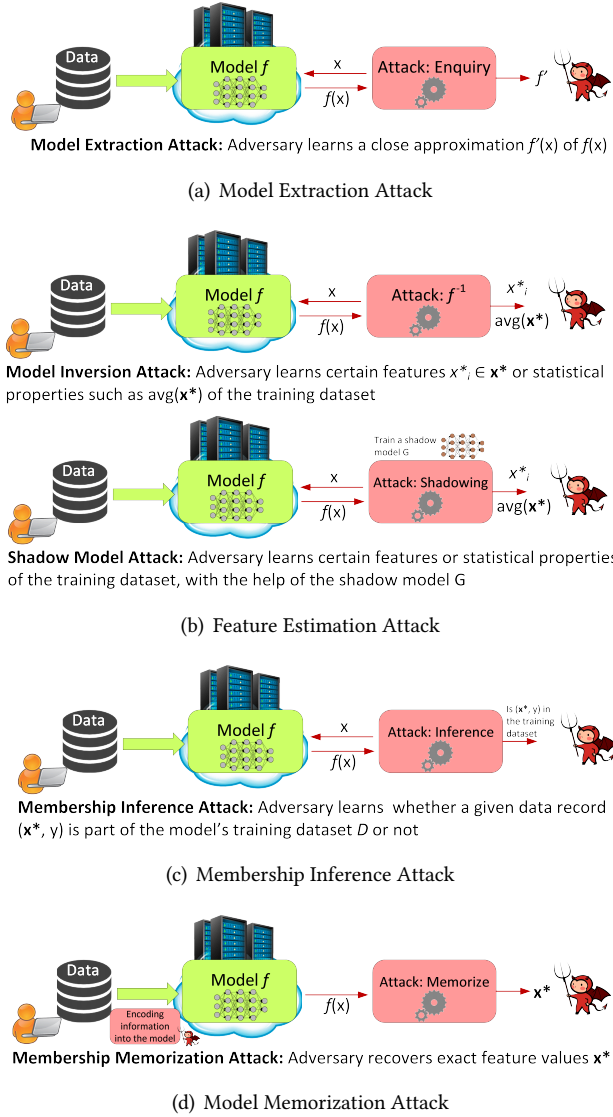 Data
Model f
x
f(x)
Attack: Enquiry
f'
Model Extraction Attack: Adversary learns a close approximation f'(x) of f(x)
(a) Model Extraction Attack
Data
Model f
x
f(x)
Attack: f⁻¹
x*ᵢ
avg(x*)
Model Inversion Attack: Adversary learns certain features x*ᵢ ∈ x* or statistical
properties such as avg(x*) of the training dataset
Data
Model f
x
f(x)
Train a shadow
model G
Attack: Shadowing
x*ᵢ
avg(x*)
Shadow Model Attack: Adversary learns certain features or statistical properties
of the training dataset, with the help of the shadow model G
(b) Feature Estimation Attack
Data
Model f
x
f(x)
Attack: Inference
Is (x*, y) in
the training
dataset
Membership Inference Attack: Adversary learns whether a given data record
(x*, y) is part of the model's training dataset D or not
(c) Membership Inference Attack
Data
Encoding
information
into the model
Model f
f(x)
Attack: Memorize
x*
Membership Memorization Attack: Adversary recovers exact feature values x*
(d) Model Memorization Attack